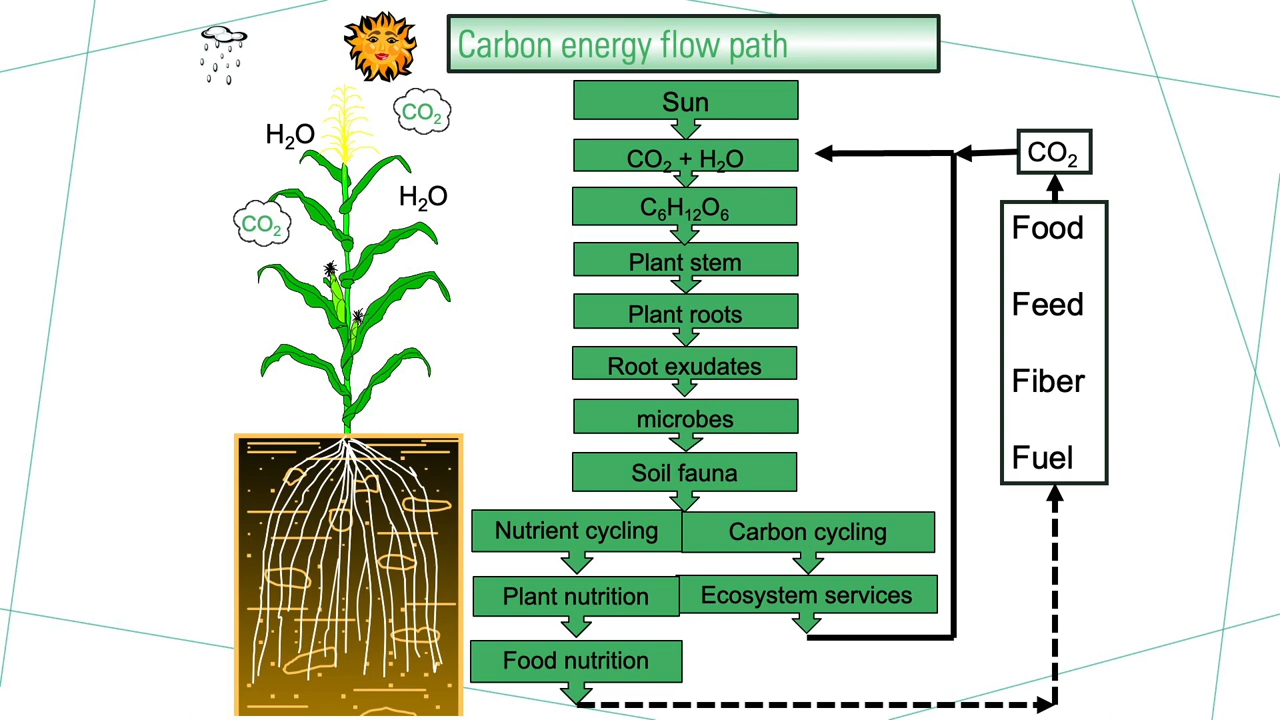 Carbon energy flow path
CO₂
H₂O
H₂O
CO₂
Sun
CO₂ + H₂O
C₆H₁₂O₆
Plant stem
Plant roots
Root exudates
microbes
Soil fauna
Nutrient cycling
Carbon cycling
Plant nutrition
Ecosystem services
Food nutrition
CO₂
Food
Feed
Fiber
Fuel